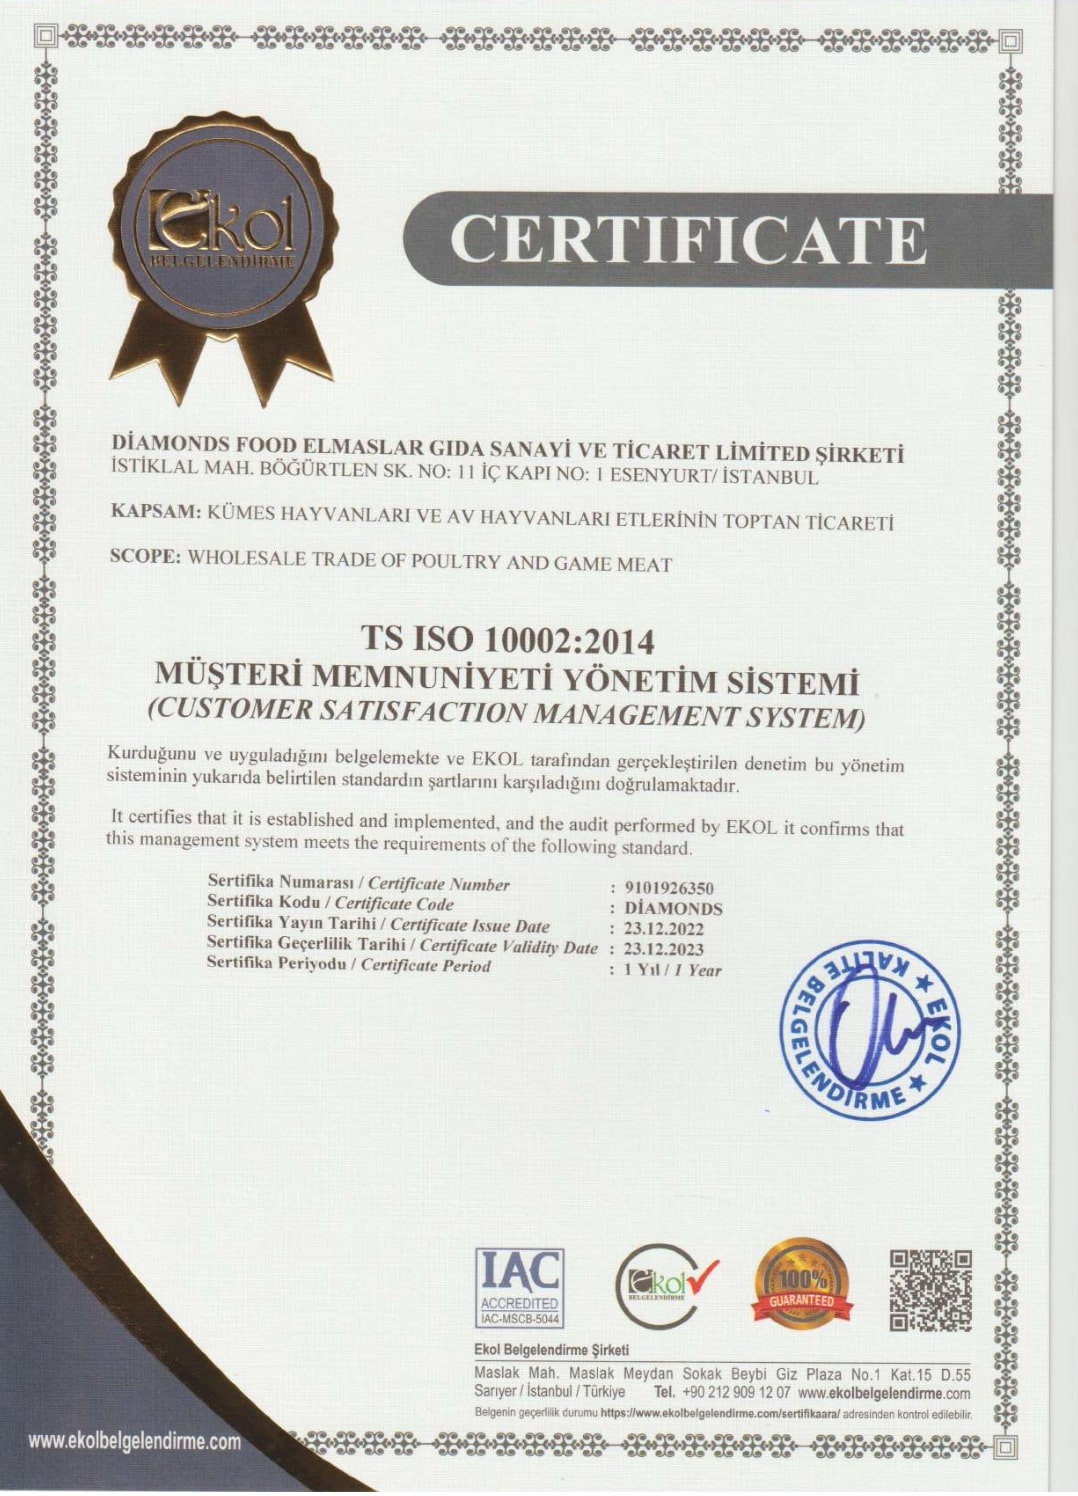 Ekol
BELGELENDİRME
CERTIFICATE
DİAMONDS FOOD ELMASLAR GIDA SANAYİ VE TİCARET LİMİTED ŞİRKETİ
İSTİKLAL MAH. BÖĞÜRTLEN SK. NO: 11 İÇ KAPI NO: 1 ESENYURT/ İSTANBUL
KAPSAM: KÜMES HAYVANLARI VE AV HAYVANLARI ETLERİNİN TOPTAN TİCARETİ
SCOPE: WHOLESALE TRADE OF POULTRY AND GAME MEAT
TS ISO 10002:2014
MÜŞTERİ MEMNUNİYETİ YÖNETİM SİSTEMİ
(CUSTOMER SATISFACTION MANAGEMENT SYSTEM)
Kurduğunu ve uyguladığını belgelemekte ve EKOL tarafından gerçekleştirilen denetim bu yönetim
sisteminin yukarıda belirtilen standardın şartlarını karşıladığını doğrulamaktadır.
It certifies that it is established and implemented, and the audit performed by EKOL it confirms that
this management system meets the requirements of the following standard.
Sertifika Numarası / Certificate Number : 9101926350
Sertifika Kodu / Certificate Code : DİAMONDS
Sertifika Yayın Tarihi / Certificate Issue Date : 23.12.2022
Sertifika Geçerlilik Tarihi / Certificate Validity Date : 23.12.2023
Sertifika Periyodu / Certificate Period : 1 Yıl / 1 Year
EKOL ★ KALİTE BELGELENDİRME ★
IAC
ACCREDITED
IAC-MSCB-5044
Ekol
BELGELENDİRME
100%
GUARANTEED
Ekol Belgelendirme Şirketi
Maslak Mah. Maslak Meydan Sokak Beybi Giz Plaza No.1 Kat.15 D.55
Sarıyer / İstanbul / Türkiye Tel. +90 212 909 12 07 www.ekolbelgelendirme.com
Belgenin geçerlilik durumu https://www.ekolbelgelendirme.com/sertifikaara/ adresinden kontrol edilebilir.
www.ekolbelgelendirme.com